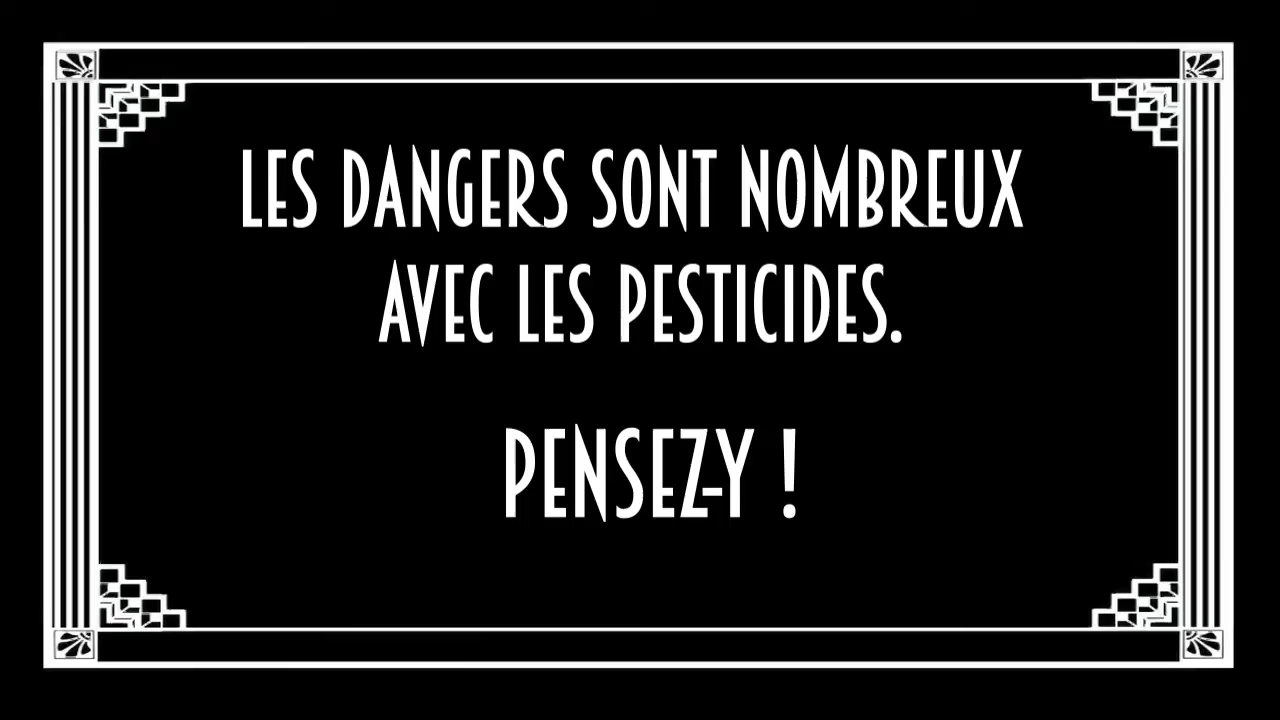 LES DANGERS SONT NOMBREUX
AVEC LES PESTICIDES.
PENSEZ-Y !